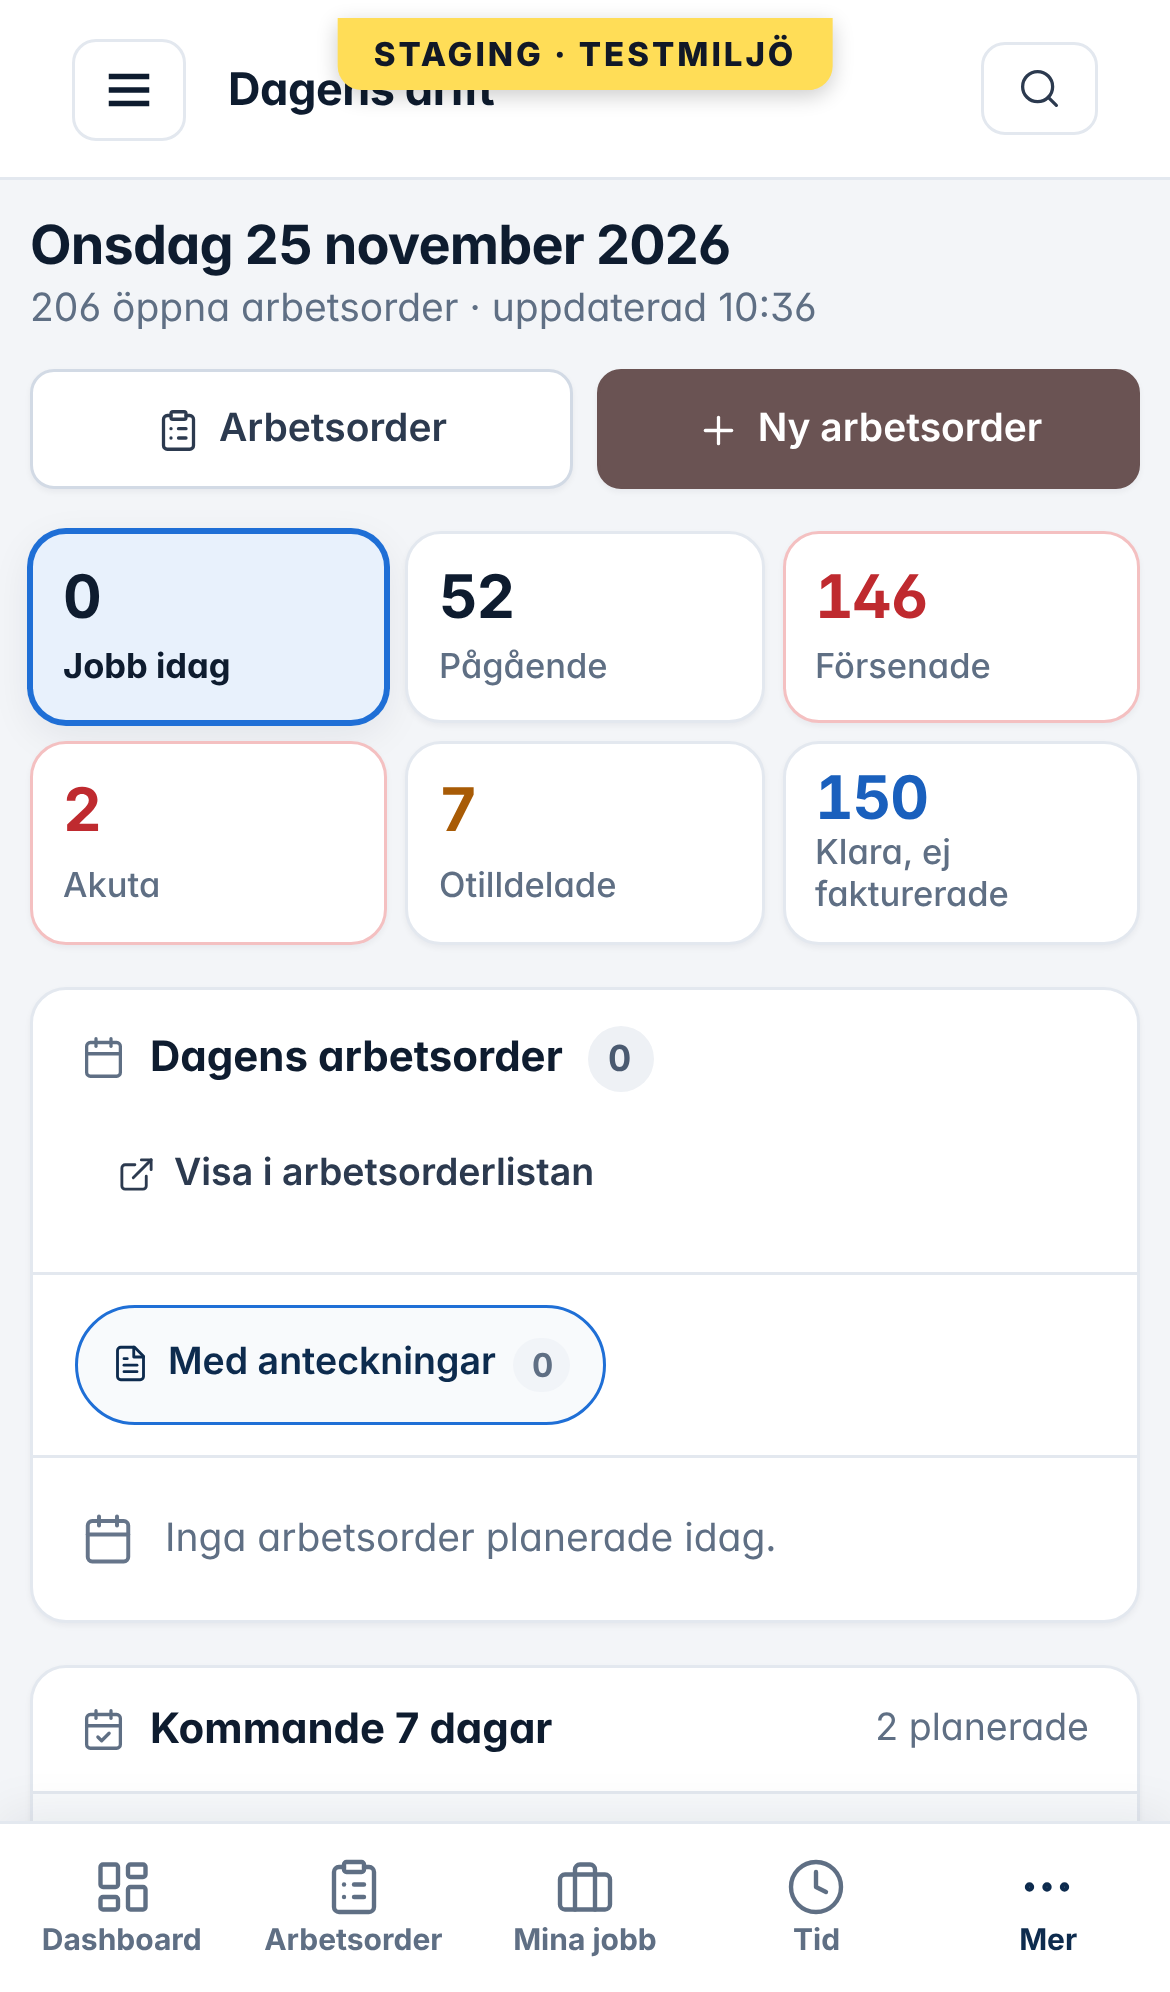 STAGING · TESTMILJÖ
Dagens drift
Onsdag 25 november 2026
206 öppna arbetsorder · uppdaterad 10:36
Arbetsorder
Ny arbetsorder
0
Jobb idag
52
Pågående
146
Försenade
2
Akuta
7
Otilldelade
150
Klara, ej
fakturerade
Dagens arbetsorder 0
Visa i arbetsorderlistan
Med anteckningar 0
Inga arbetsorder planerade idag.
Kommande 7 dagar
2 planerade
Dashboard
Arbetsorder
Mina jobb
Tid
Mer